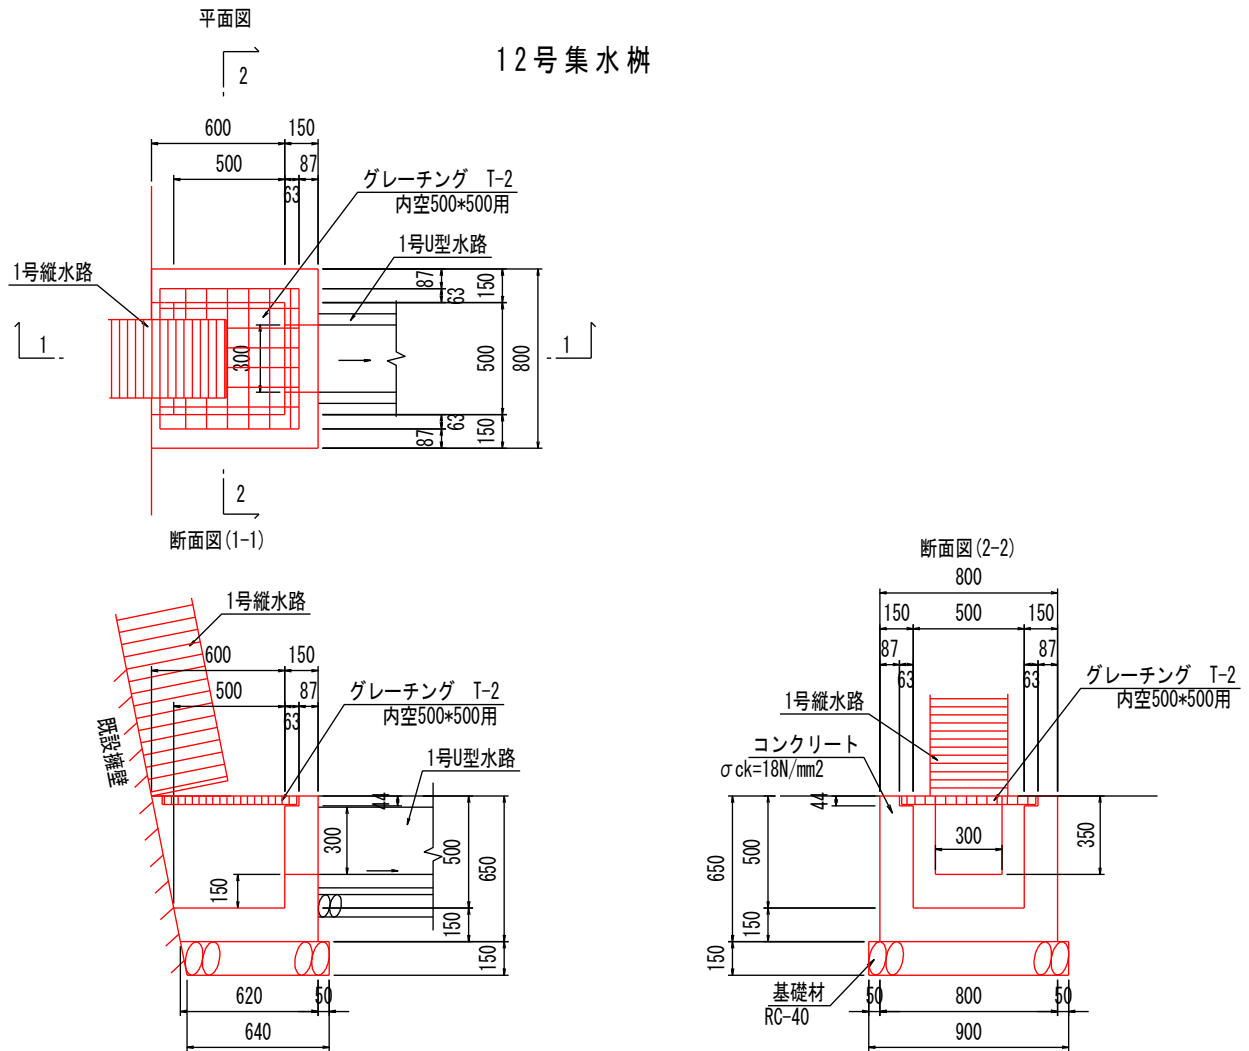 平面図
12号集水桝
2
600
150
500
87
63
グレーチング T-2
内空500*500用
1号U型水路
1号縦水路
87
63
150
1
300
500
800
1
63
87
150
2
断面図(1-1)
1号縦水路
600
150
500
87
63
グレーチング T-2
内空500*500用
既設擁壁
1号U型水路
44
300
500
650
150
150
150
620
50
640
断面図(2-2)
800
150
500
150
87
63
63
87
グレーチング T-2
内空500*500用
1号縦水路
コンクリート
σck=18N/mm2
44
300
350
650
500
150
150
基礎材
RC-40
50
800
50
900